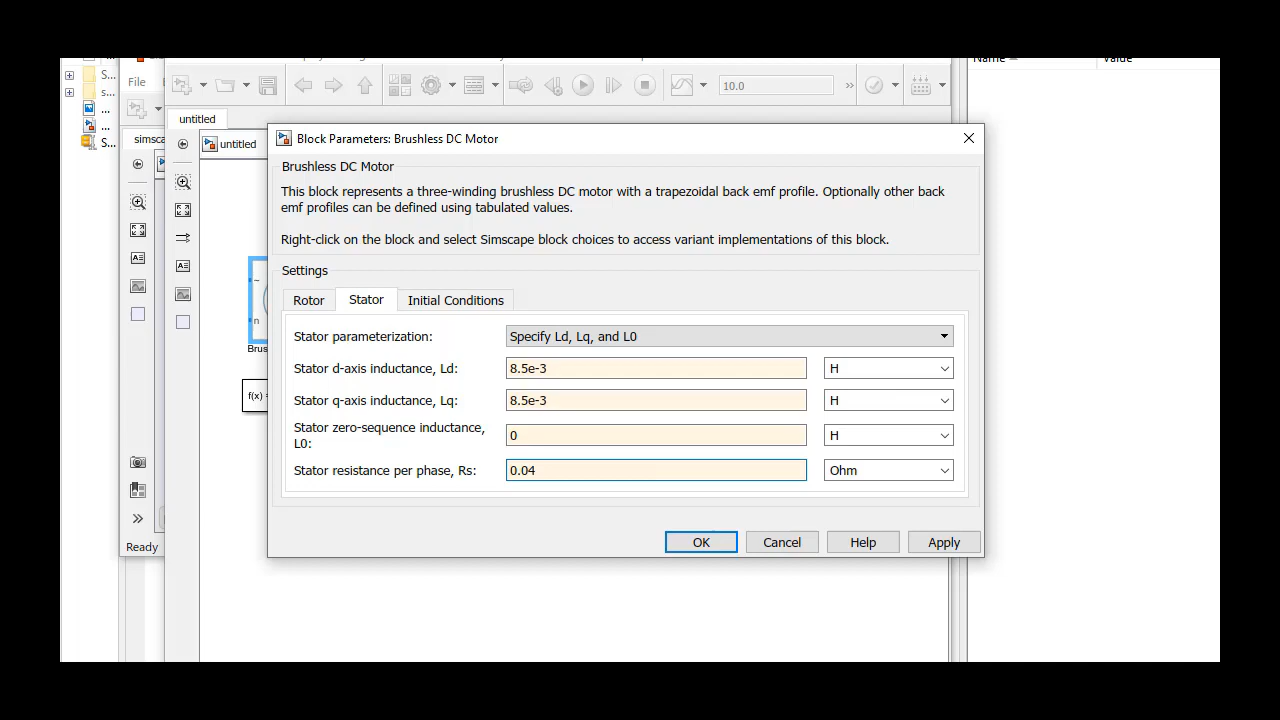 Name
Value
S...
File
10.0
»
s...
untitled
...
...
simsca
untitled
S...
Block Parameters: Brushless DC Motor
Brushless DC Motor
This block represents a three-winding brushless DC motor with a trapezoidal back emf profile. Optionally other back
emf profiles can be defined using tabulated values.
Right-click on the block and select Simscape block choices to access variant implementations of this block.
Settings
Rotor
Stator
Initial Conditions
~
n
Brus
f(x) =
Stator parameterization:
Specify Ld, Lq, and L0
Stator d-axis inductance, Ld:
8.5e-3
H
Stator q-axis inductance, Lq:
8.5e-3
H
Stator zero-sequence inductance,
L0:
0
H
Stator resistance per phase, Rs:
0.04
Ohm
OK
Cancel
Help
Apply
Ready